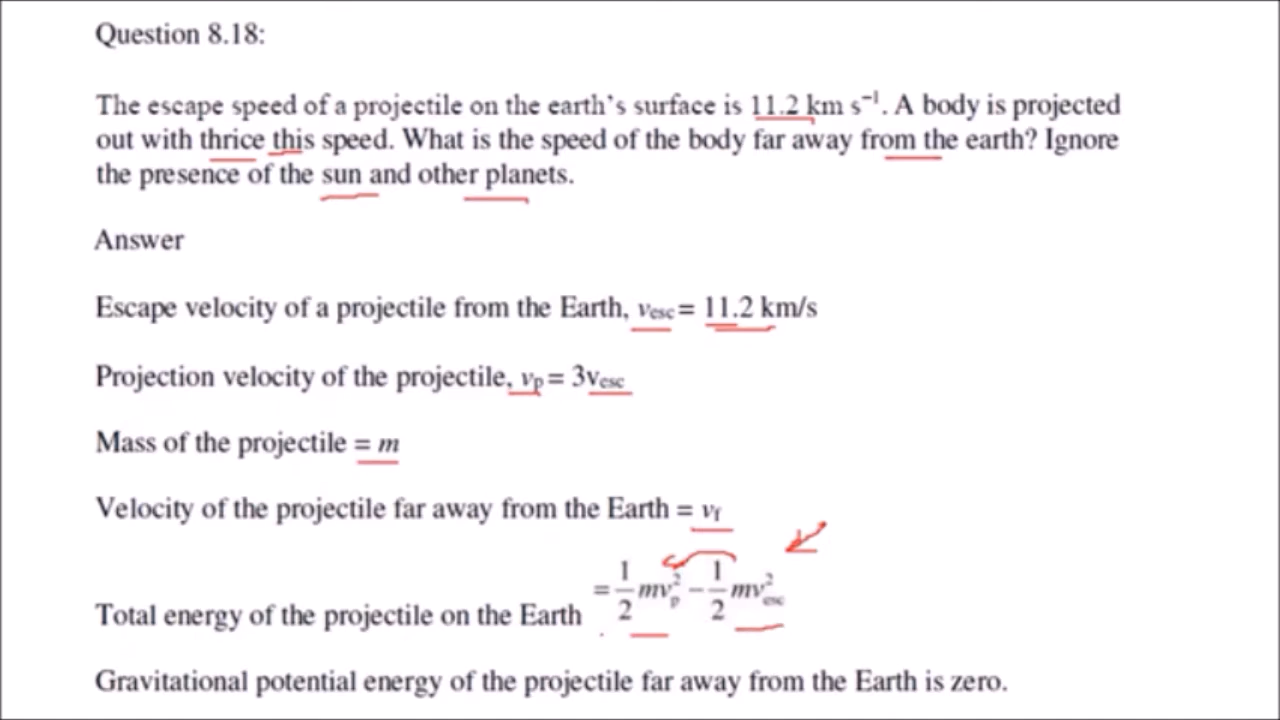 Question 8.18:
The escape speed of a projectile on the earth's surface is 11.2 km s⁻¹. A body is projected
out with thrice this speed. What is the speed of the body far away from the earth? Ignore
the presence of the sun and other planets.
Answer
Escape velocity of a projectile from the Earth, vesc = 11.2 km/s
Projection velocity of the projectile, vp = 3vesc
Mass of the projectile = m
Velocity of the projectile far away from the Earth = vf
Total energy of the projectile on the Earth = 1/2 mvp² − 1/2 mvesc²
Gravitational potential energy of the projectile far away from the Earth is zero.